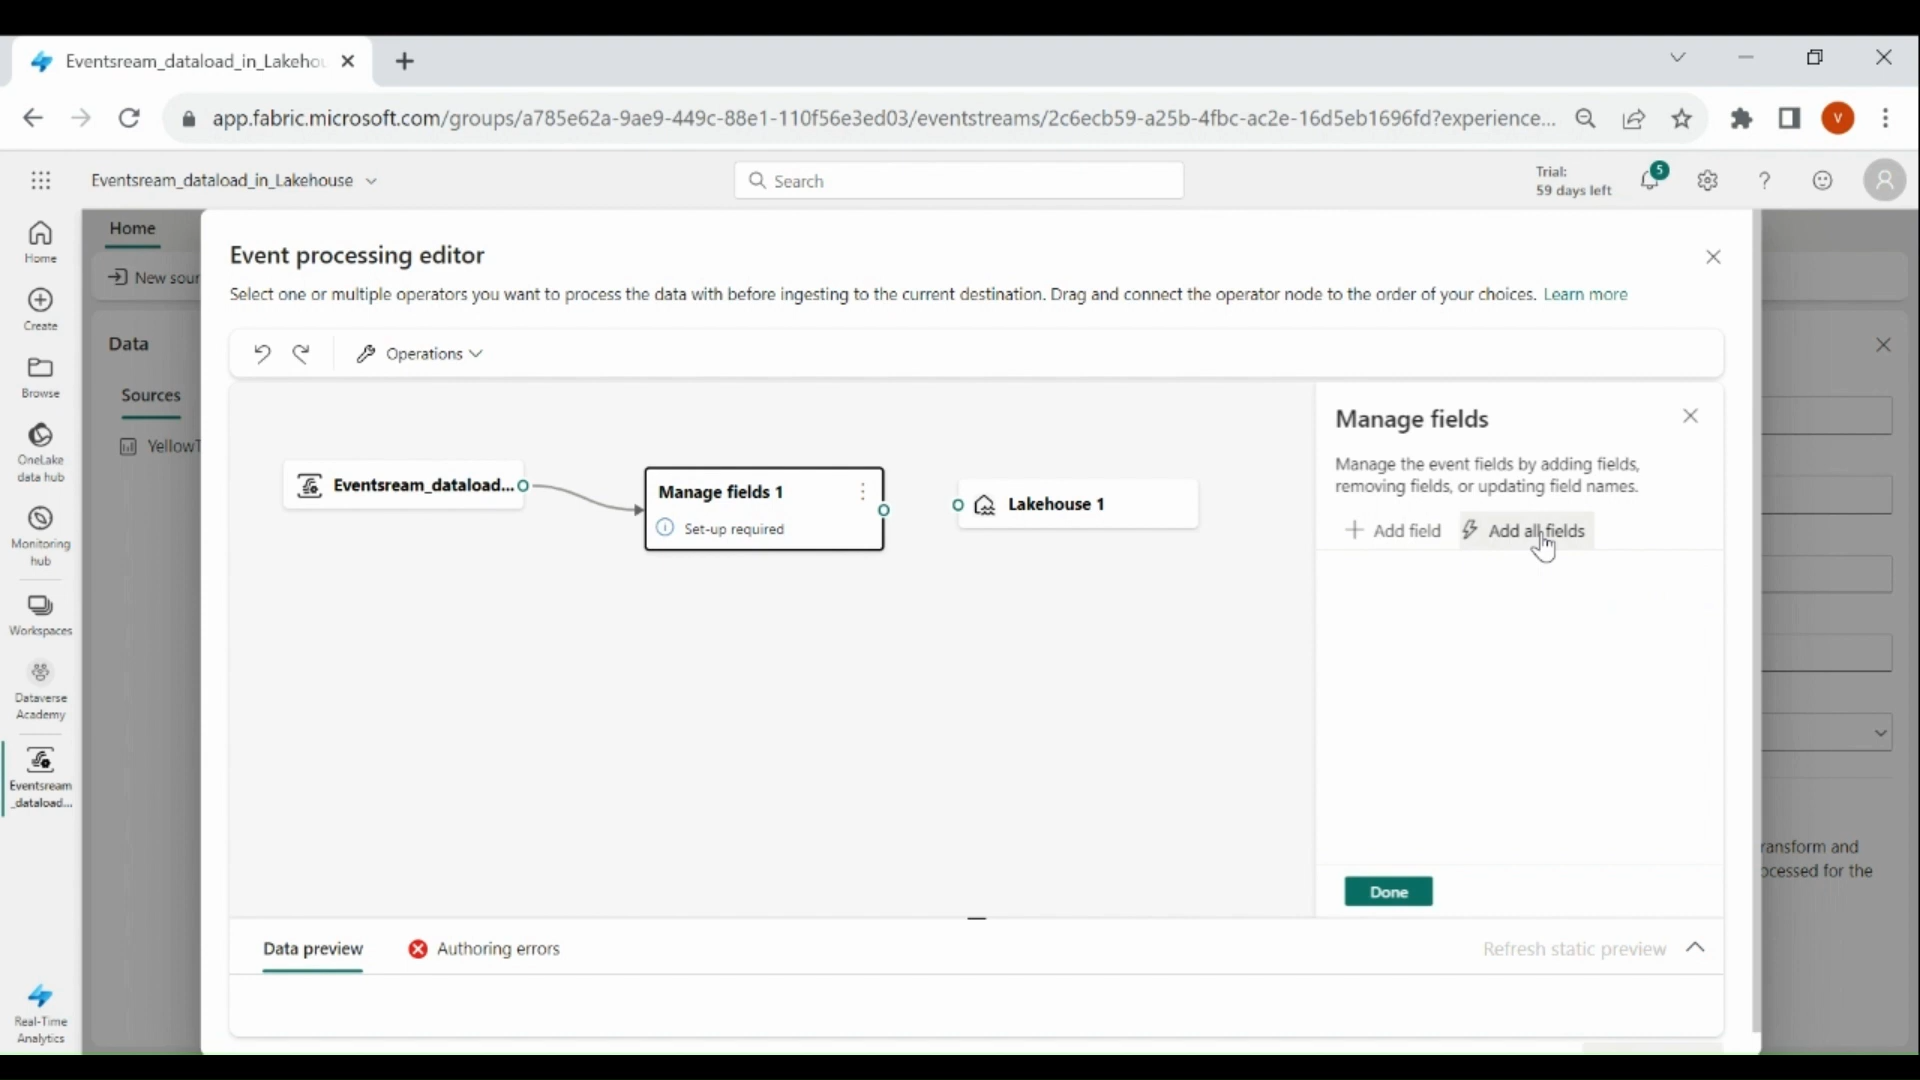 Eventsream_dataload_in_Lakehou
app.fabric.microsoft.com/groups/a785e62a-9ae9-449c-88e1-110f56e3ed03/eventstreams/2c6ecb59-a25b-4fbc-ac2e-16d5eb1696fd?experience...
V
Eventsream_dataload_in_Lakehouse
Search
Trial:
59 days left
5
Home
Create
Browse
OneLake
data hub
Monitoring
hub
Workspaces
Dataverse
Academy
Eventsream
_dataload...
Real-Time
Analytics
Home
New sour
Data
Sources
YellowT
Event processing editor
Select one or multiple operators you want to process the data with before ingesting to the current destination. Drag and connect the operator node to the order of your choices. Learn more
Operations
Eventsream_dataload...
Manage fields 1
Set-up required
Lakehouse 1
Manage fields
Manage the event fields by adding fields,
removing fields, or updating field names.
Add field
Add all fields
Done
Data preview
Authoring errors
Refresh static preview
ransform and
ocessed for the